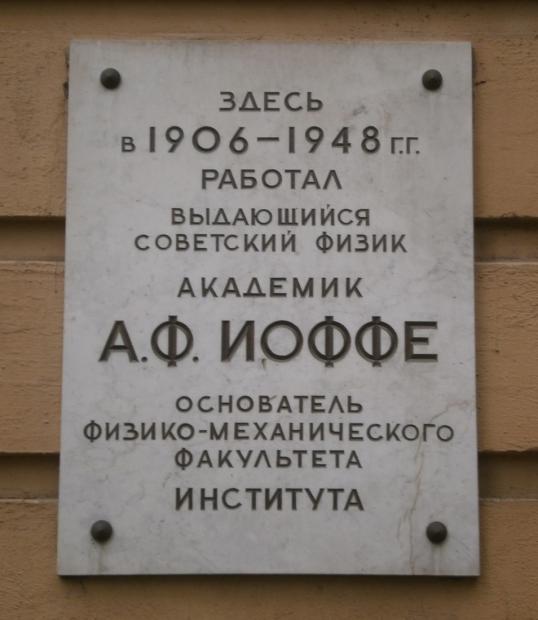 ЗДЕСЬ
В 1906–1948 Г.Г.
РАБОТАЛ
ВЫДАЮЩИЙСЯ
СОВЕТСКИЙ ФИЗИК
АКАДЕМИК
А.Ф. ИОФФЕ
ОСНОВАТЕЛЬ
ФИЗИКО-МЕХАНИЧЕСКОГО
ФАКУЛЬТЕТА
ИНСТИТУТА